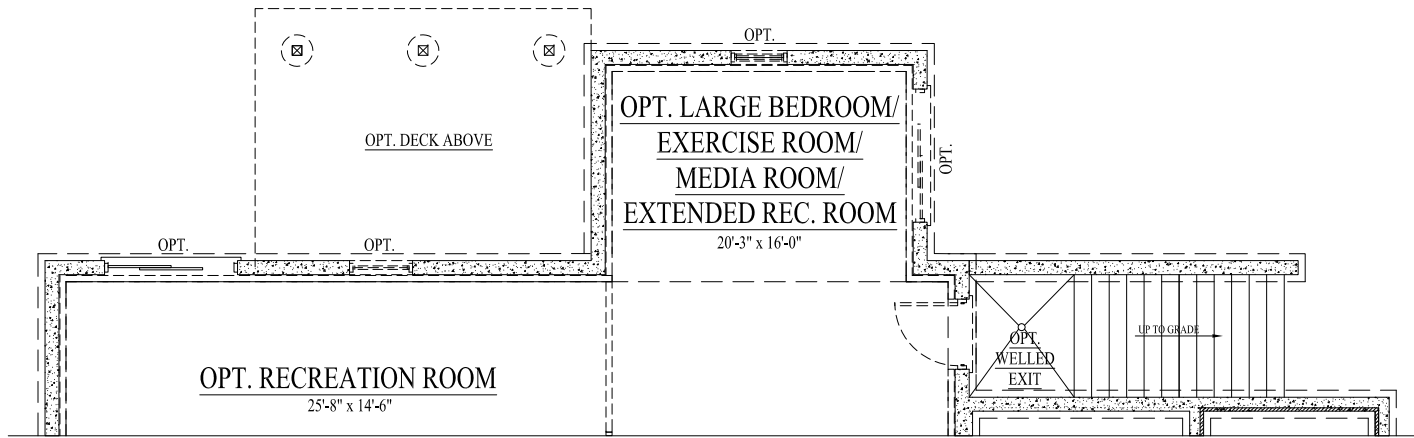 OPT.
OPT. LARGE BEDROOM/
EXERCISE ROOM/
MEDIA ROOM/
EXTENDED REC. ROOM
20'-3" x 16'-0"
OPT. DECK ABOVE
OPT.
OPT.
OPT.
UP TO GRADE
OPT.
WELLED
EXIT
OPT. RECREATION ROOM
25'-8" x 14'-6"